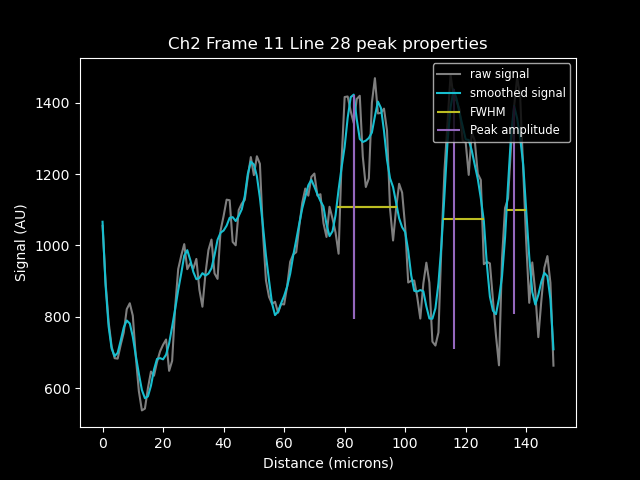 Ch2 Frame 11 Line 28 peak properties
raw signal
smoothed signal
FWHM
Peak amplitude
Signal (AU)
1400
1200
1000
800
600
0 20 40 60 80 100 120 140
Distance (microns)